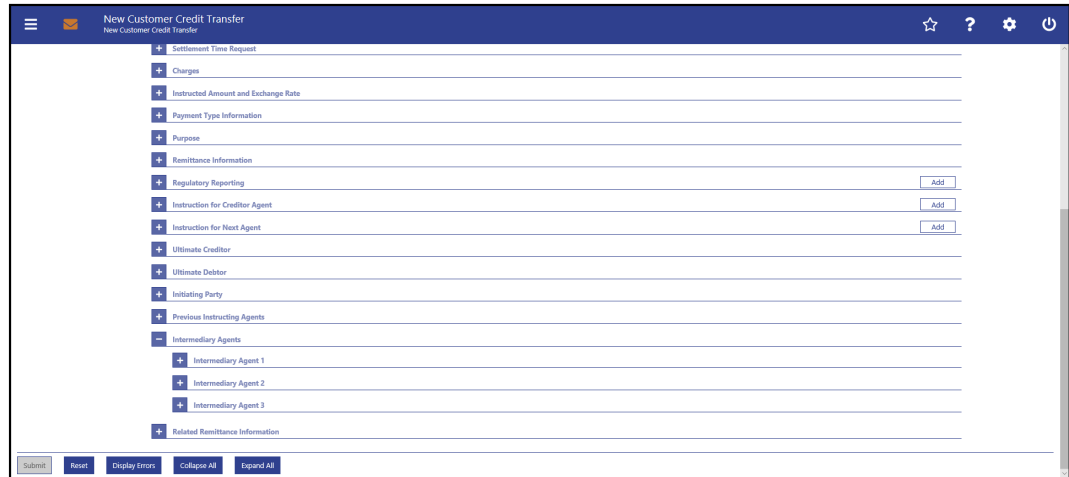 New Customer Credit Transfer
New Customer Credit Transfer
Settlement Time Request
Charges
Instructed Amount and Exchange Rate
Payment Type Information
Purpose
Remittance Information
Regulatory Reporting Add
Instruction for Creditor Agent Add
Instruction for Next Agent Add
Ultimate Creditor
Ultimate Debtor
Initiating Party
Previous Instructing Agents
Intermediary Agents
Intermediary Agent 1
Intermediary Agent 2
Intermediary Agent 3
Related Remittance Information
Submit Reset Display Errors Collapse All Expand All